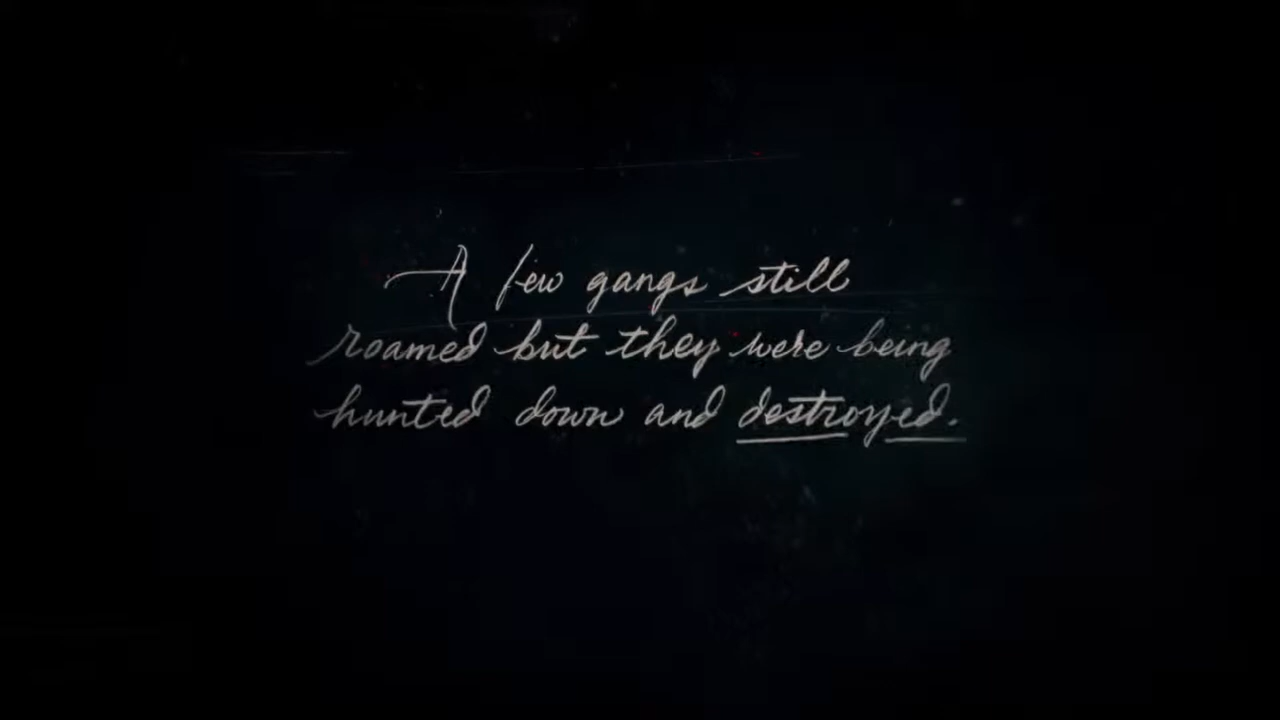 A few gangs still
roamed but they were being
hunted down and destroyed.